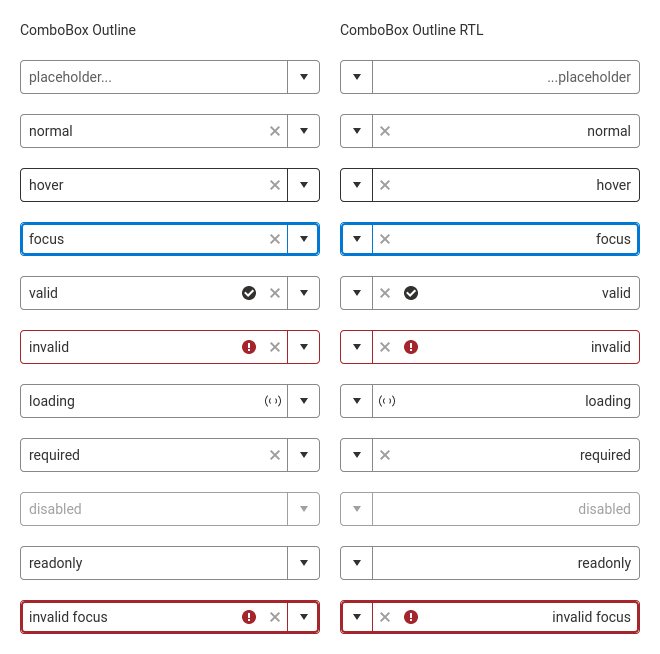 ComboBox Outline
ComboBox Outline RTL
placeholder...
...placeholder
normal
normal
hover
hover
focus
focus
valid
valid
invalid
invalid
loading
loading
required
required
disabled
disabled
readonly
readonly
invalid focus
invalid focus